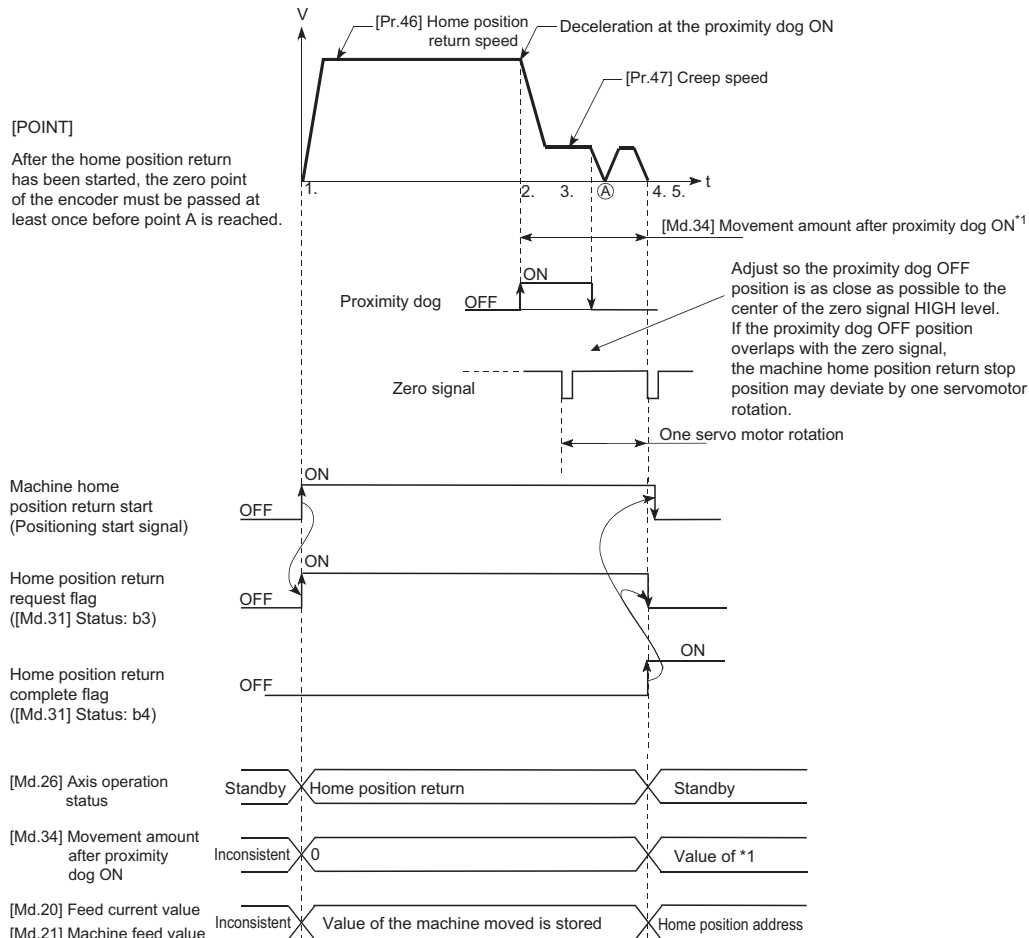 V
[Pr.46] Home position
return speed
Deceleration at the proximity dog ON
[Pr.47] Creep speed
[POINT]
After the home position return
has been started, the zero point
of the encoder must be passed at
least once before point A is reached.
1.
2.
3.
A
4. 5.
t
[Md.34] Movement amount after proximity dog ON*1
Proximity dog
OFF
ON
Adjust so the proximity dog OFF
position is as close as possible to the
center of the zero signal HIGH level.
If the proximity dog OFF position
overlaps with the zero signal,
the machine home position return stop
position may deviate by one servomotor
rotation.
Zero signal
One servo motor rotation
Machine home
position return start
(Positioning start signal)
OFF
ON
Home position return
request flag
([Md.31] Status: b3)
OFF
ON
Home position return
complete flag
([Md.31] Status: b4)
OFF
ON
[Md.26] Axis operation
status
Standby
Home position return
Standby
[Md.34] Movement amount
after proximity
dog ON
Inconsistent
0
Value of *1
[Md.20] Feed current value
[Md.21] Machine feed value
Inconsistent
Value of the machine moved is stored
Home position address